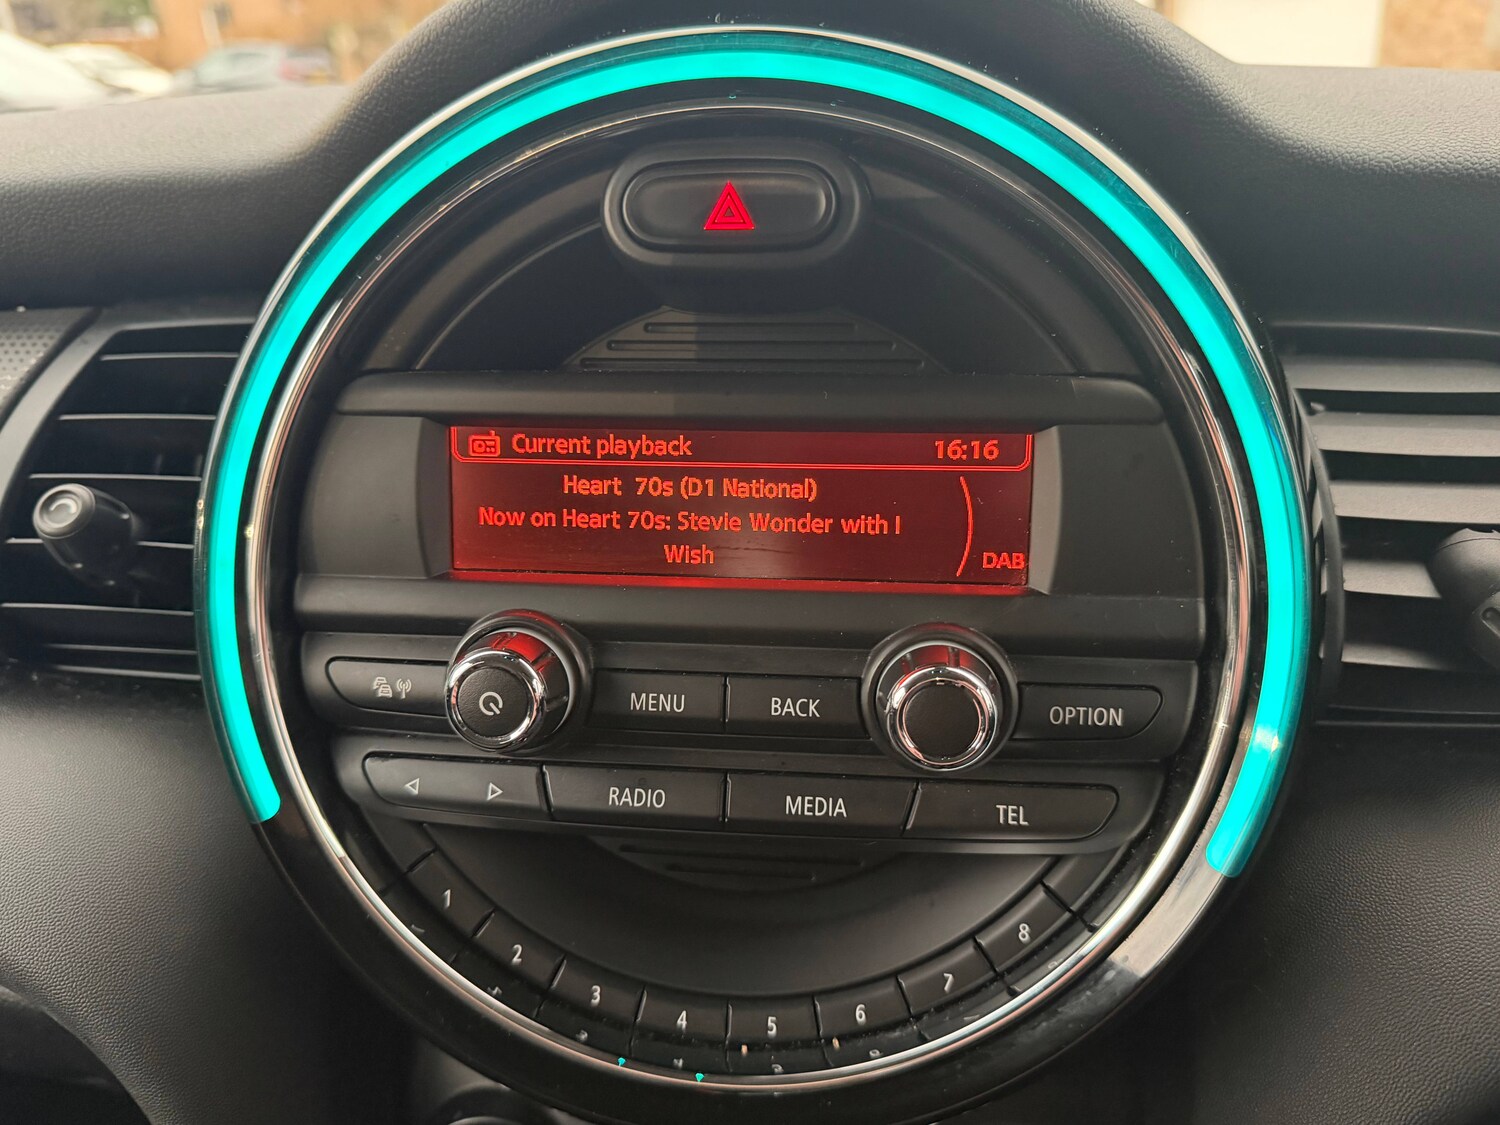 Current playback 16:16
Heart 70s (D1 National)
Now on Heart 70s: Stevie Wonder with I
Wish
DAB
MENU BACK OPTION
RADIO MEDIA TEL
1 2 3 4 5 6 7 8